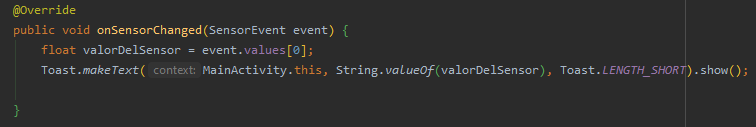 @Override
public void onSensorChanged(SensorEvent event) {
float valorDelSensor = event.values[0];
Toast.makeText( context: MainActivity.this, String.valueOf(valorDelSensor), Toast.LENGTH_SHORT).show();
}